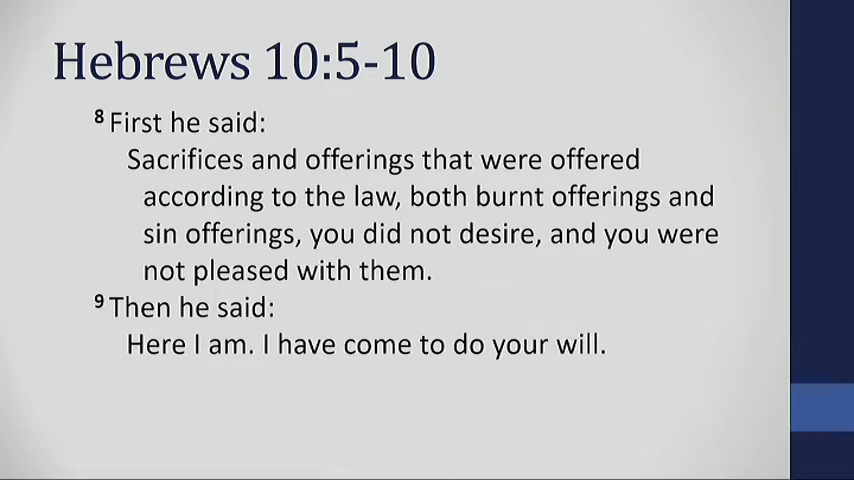 Hebrews 10:5-10
8 First he said:
Sacrifices and offerings that were offered
according to the law, both burnt offerings and
sin offerings, you did not desire, and you were
not pleased with them.
9 Then he said:
Here I am. I have come to do your will.